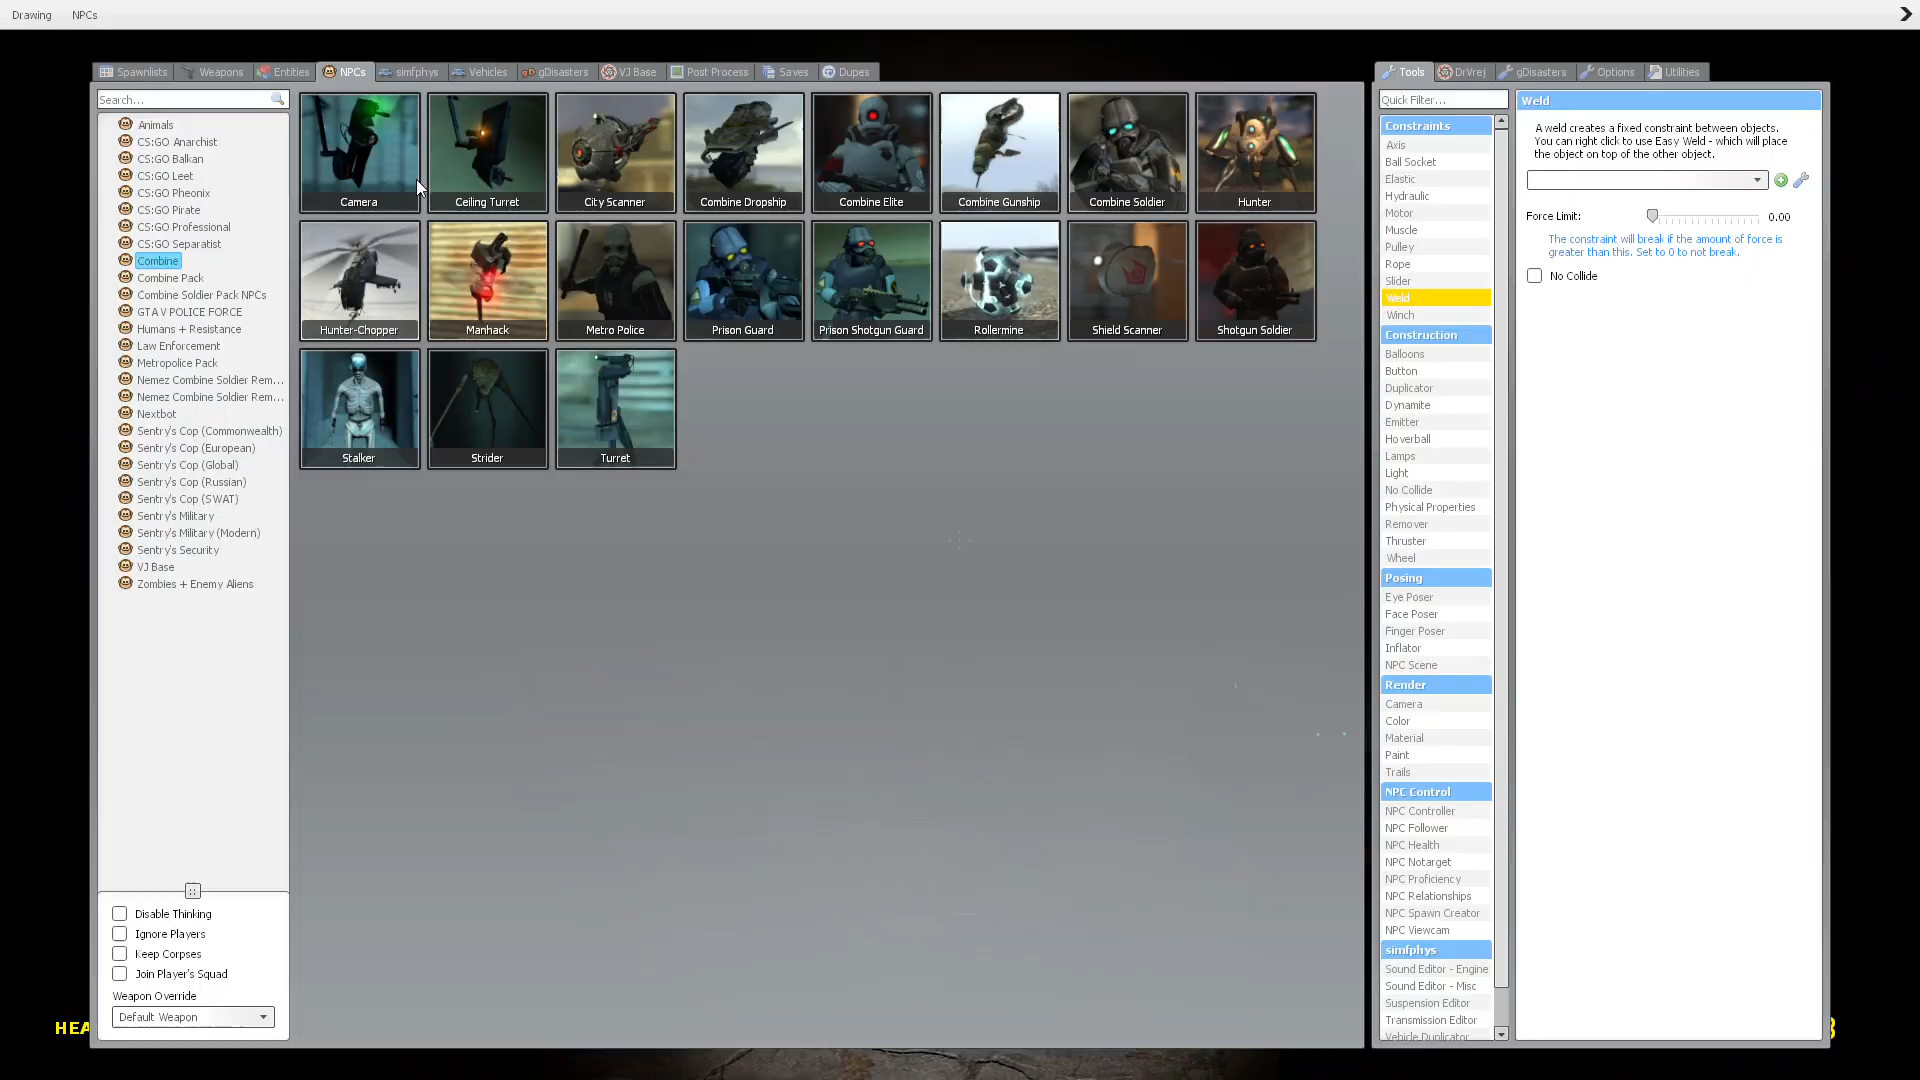 Drawing NPCs
Spawnlists Weapons Entities NPCs simfphys Vehicles gDisasters VJ Base Post Process Saves Dupes
Search...
Animals
CS:GO Anarchist
CS:GO Balkan
CS:GO Leet
CS:GO Pheonix
CS:GO Pirate
CS:GO Professional
CS:GO Separatist
Combine
Combine Pack
Combine Soldier Pack NPCs
GTA V POLICE FORCE
Humans + Resistance
Law Enforcement
Metropolice Pack
Nemez Combine Soldier Rem...
Nemez Combine Soldier Rem...
Nextbot
Sentry's Cop (Commonwealth)
Sentry's Cop (European)
Sentry's Cop (Global)
Sentry's Cop (Russian)
Sentry's Cop (SWAT)
Sentry's Military
Sentry's Military (Modern)
Sentry's Security
VJ Base
Zombies + Enemy Aliens
Disable Thinking
Ignore Players
Keep Corpses
Join Player's Squad
Weapon Override
Default Weapon
Camera Ceiling Turret City Scanner Combine Dropship Combine Elite Combine Gunship Combine Soldier Hunter
Hunter-Chopper Manhack Metro Police Prison Guard Prison Shotgun Guard Rollermine Shield Scanner Shotgun Soldier
Stalker Strider Turret
Tools DrVrej gDisasters Options Utilities
Quick Filter...
Constraints
Axis
Ball Socket
Elastic
Hydraulic
Motor
Muscle
Pulley
Rope
Slider
Weld
Winch
Construction
Balloons
Button
Duplicator
Dynamite
Emitter
Hoverball
Lamps
Light
No Collide
Physical Properties
Remover
Thruster
Wheel
Posing
Eye Poser
Face Poser
Finger Poser
Inflator
NPC Scene
Render
Camera
Color
Material
Paint
Trails
NPC Control
NPC Controller
NPC Follower
NPC Health
NPC Notarget
NPC Proficiency
NPC Relationships
NPC Spawn Creator
NPC Viewcam
simfphys
Sound Editor - Engine
Sound Editor - Misc
Suspension Editor
Transmission Editor
Vehicle Duplicator
Weld
A weld creates a fixed constraint between objects.
You can right click to use Easy Weld - which will place
the object on top of the other object.
Force Limit: 0.00
The constraint will break if the amount of force is
greater than this. Set to 0 to not break.
No Collide
HEA